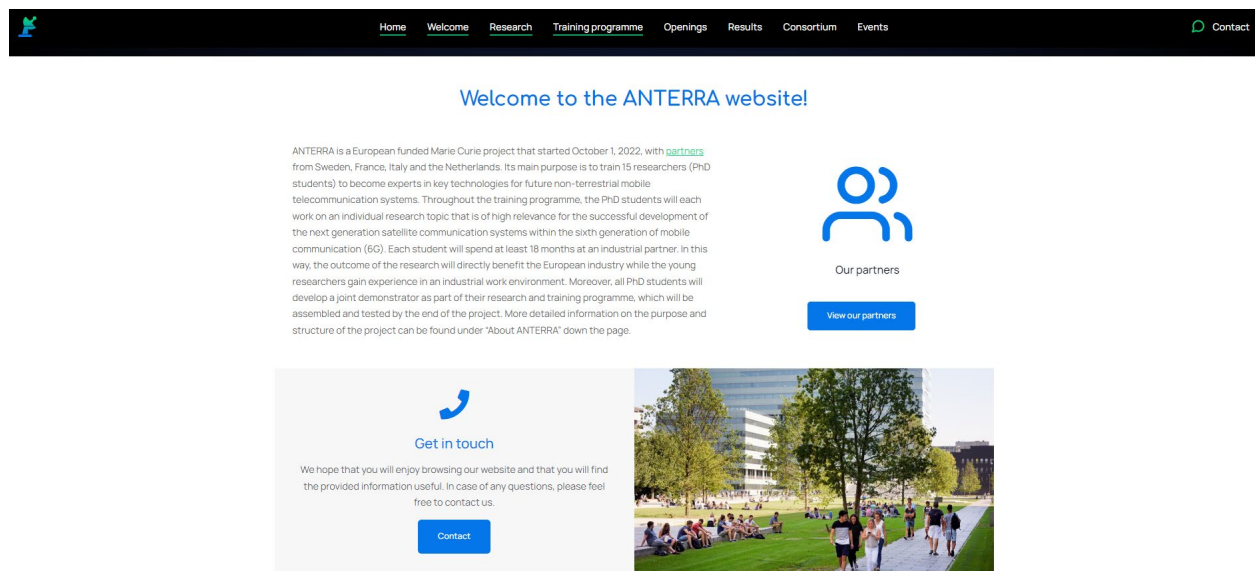 Home Welcome Research Training programme Openings Results Consortium Events Contact
Welcome to the ANTERRA website!
ANTERRA is a European funded Marie Curie project that started October 1, 2022, with partners
from Sweden, France, Italy and the Netherlands. Its main purpose is to train 15 researchers (PhD
students) to become experts in key technologies for future non-terrestrial mobile
telecommunication systems. Throughout the training programme, the PhD students will each
work on an individual research topic that is of high relevance for the successful development of
the next generation satellite communication systems within the sixth generation of mobile
communication (6G). Each student will spend at least 18 months at an industrial partner. In this
way, the outcome of the research will directly benefit the European industry while the young
researchers gain experience in an industrial work environment. Moreover, all PhD students will
develop a joint demonstrator as part of their research and training programme, which will be
assembled and tested by the end of the project. More detailed information on the purpose and
structure of the project can be found under "About ANTERRA" down the page.
Our partners
View our partners
Get in touch
We hope that you will enjoy browsing our website and that you will find
the provided information useful. In case of any questions, please feel
free to contact us.
Contact